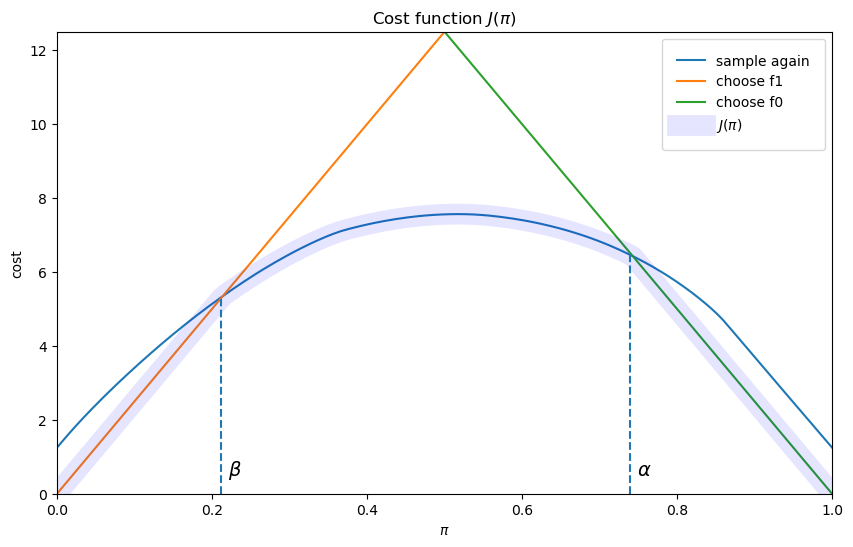 Cost function J(π)
sample again
choose f1
choose f0
J(π)
cost
12
10
8
6
4
2
0
β
α
0.0 0.2 0.4 0.6 0.8 1.0
π